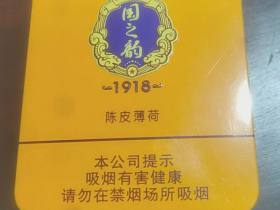 国之韵
1918
陈皮薄荷
本公司提示
吸烟有害健康
请勿在禁烟场所吸烟